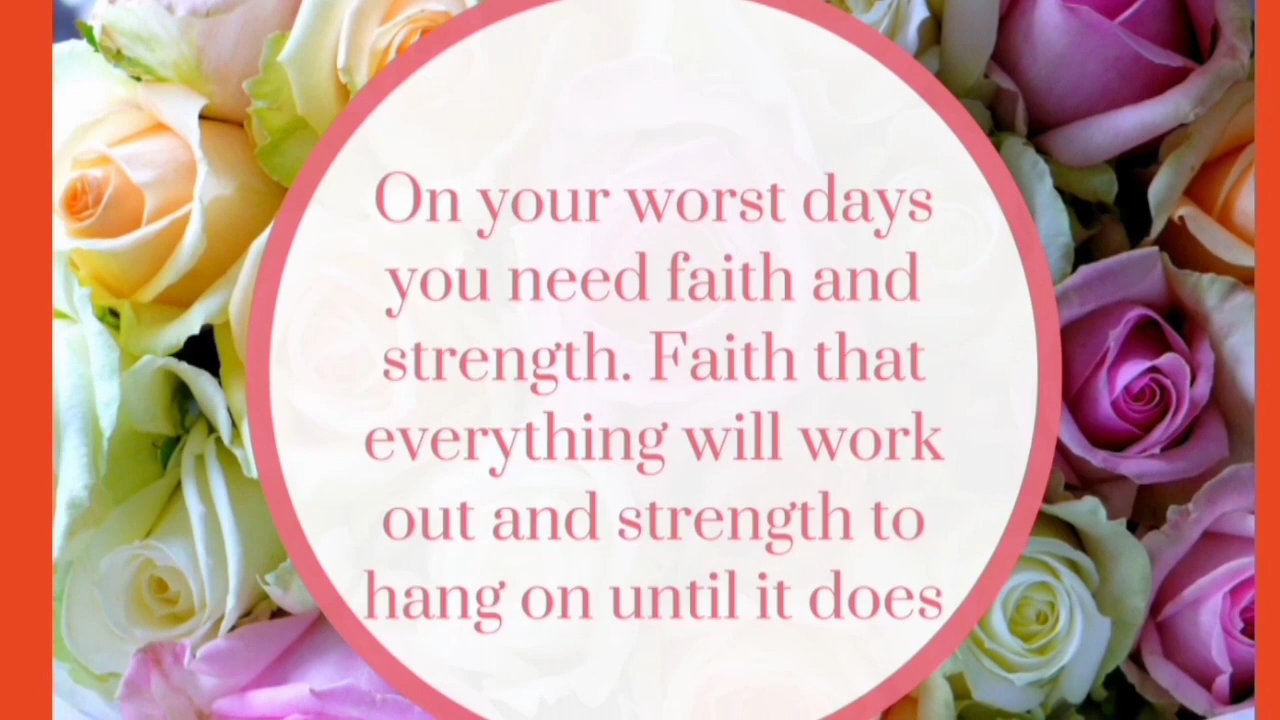 On your worst days
you need faith and
strength. Faith that
everything will work
out and strength to
hang on until it does